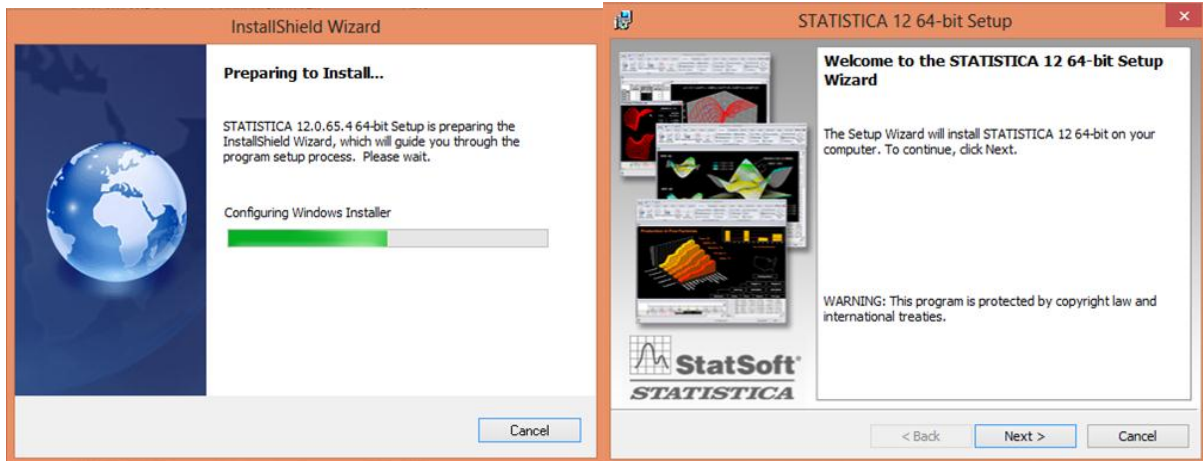 InstallShield Wizard
Preparing to Install...
STATISTICA 12.0.65.4 64-bit Setup is preparing the
InstallShield Wizard, which will guide you through the
program setup process. Please wait.
Configuring Windows Installer
Cancel
STATISTICA 12 64-bit Setup
Welcome to the STATISTICA 12 64-bit Setup
Wizard
The Setup Wizard will install STATISTICA 12 64-bit on your
computer. To continue, click Next.
WARNING: This program is protected by copyright law and
international treaties.
StatSoft®
STATISTICA
< Back
Next >
Cancel